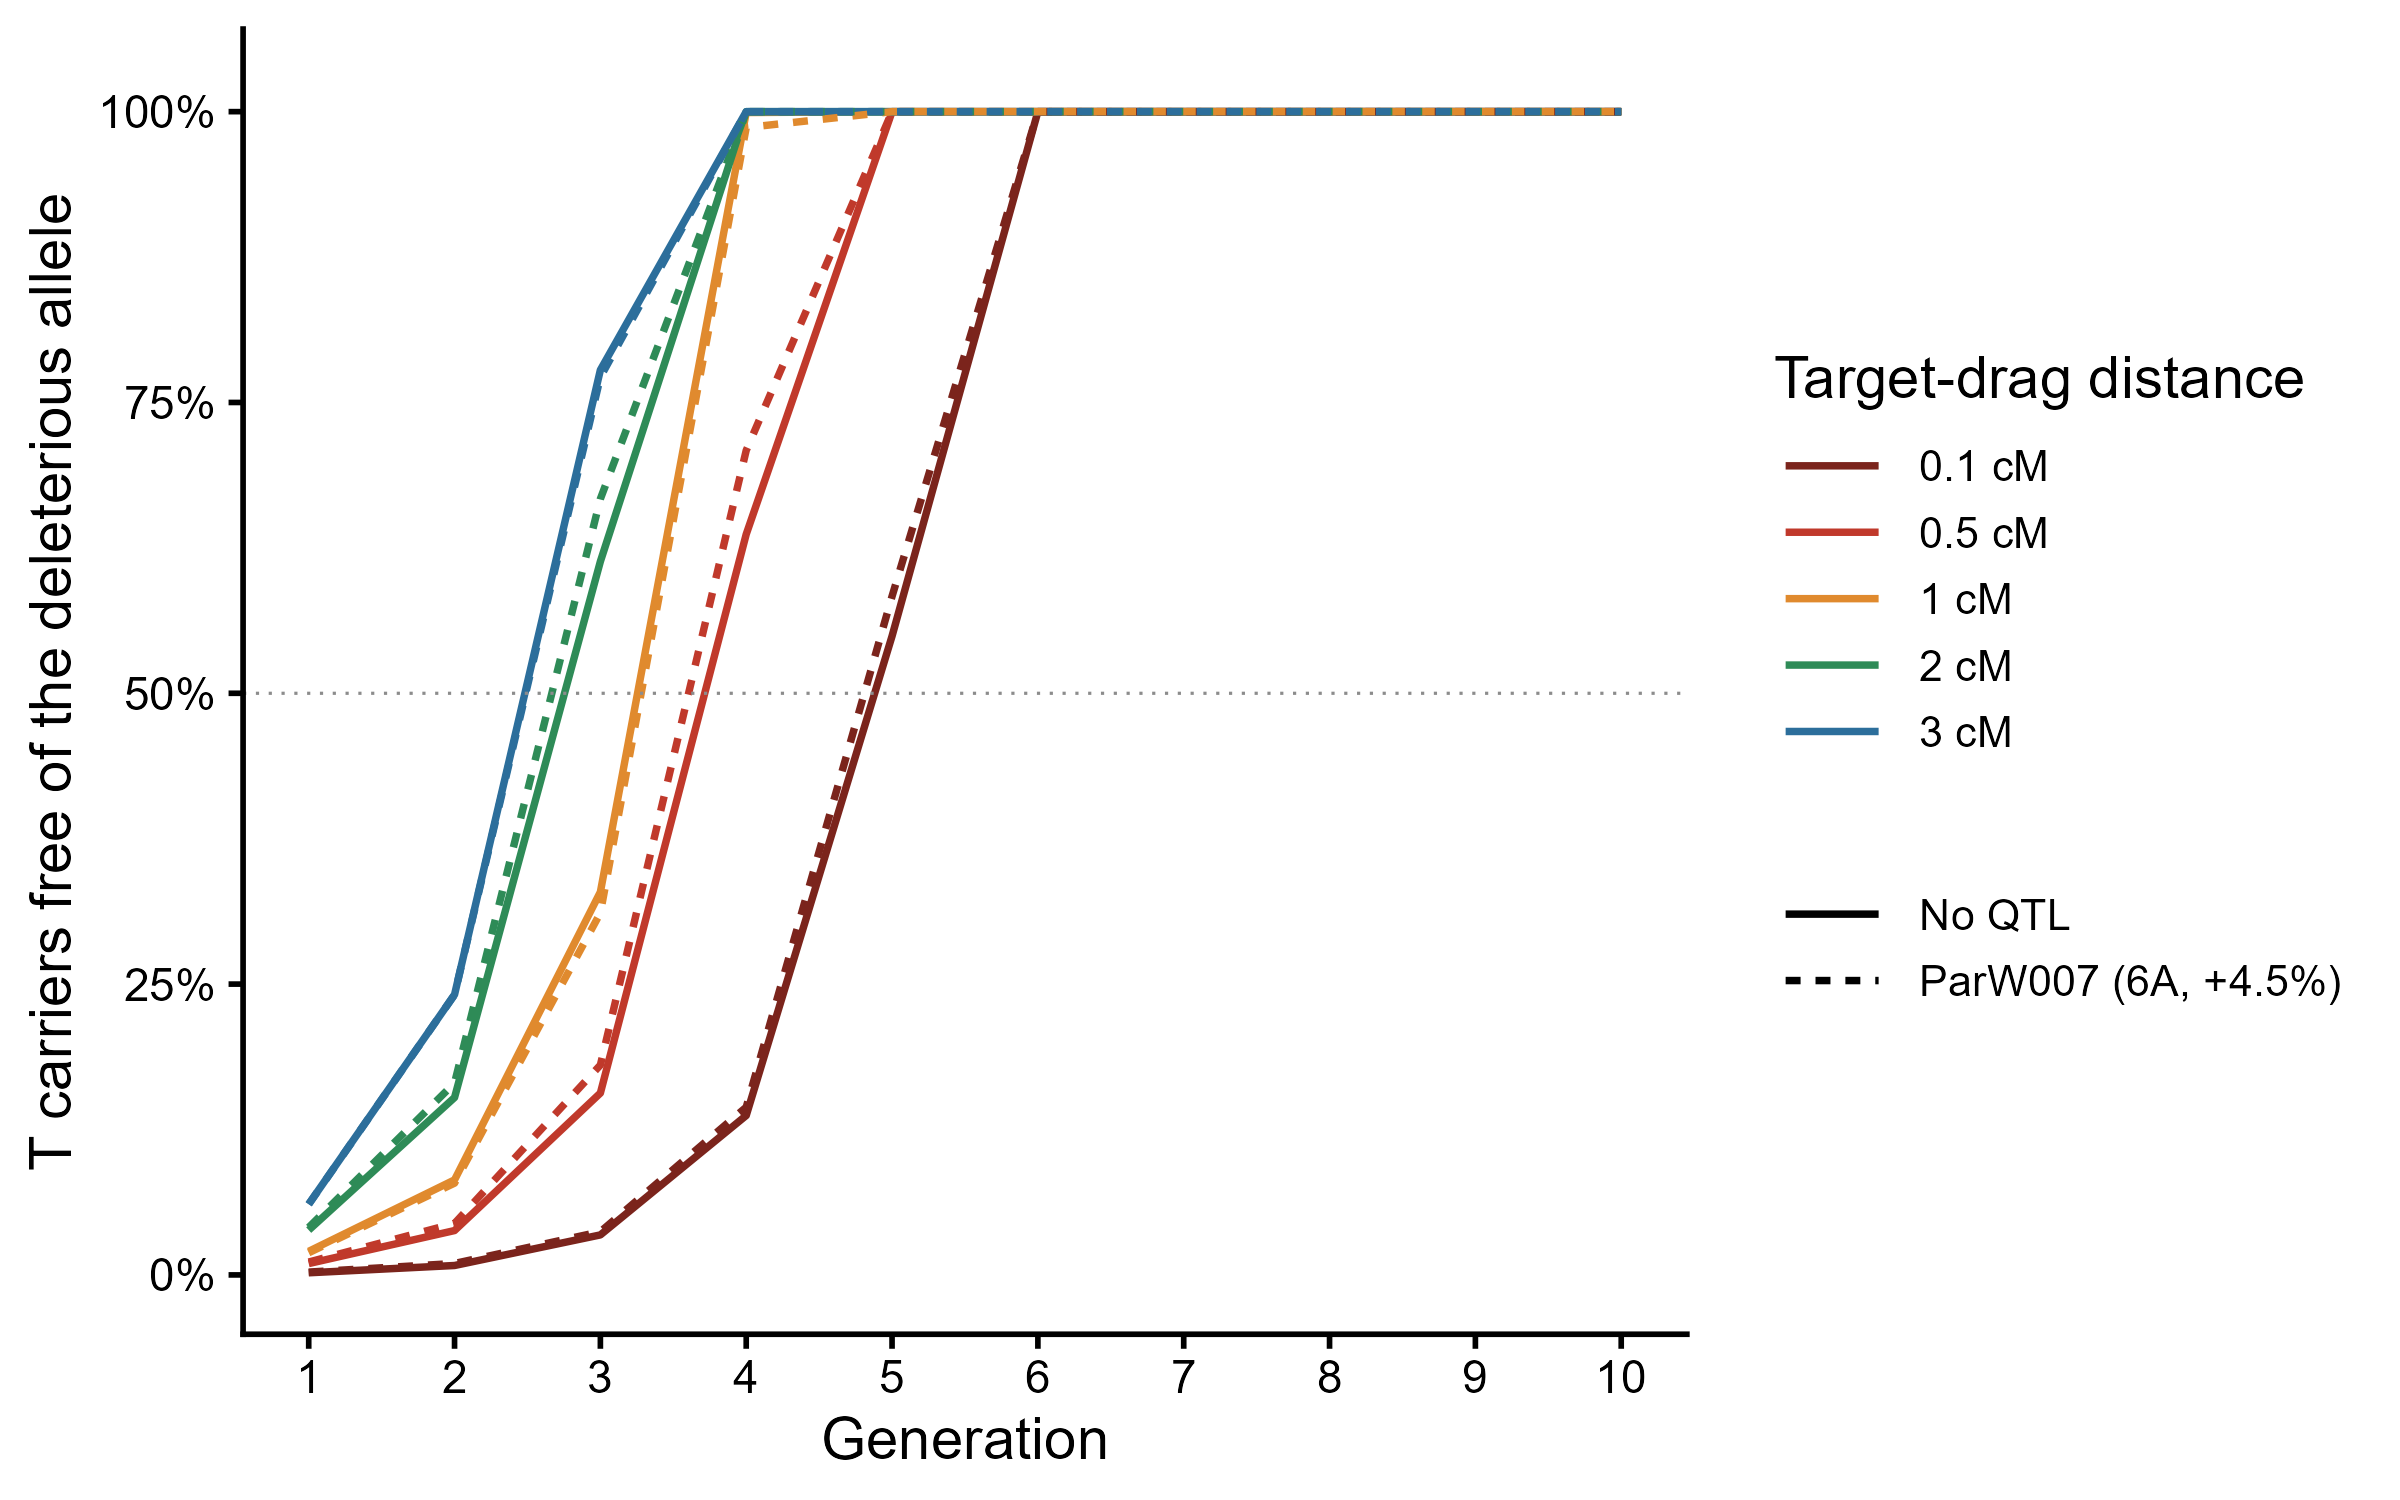 T carriers free of the deleterious allele
100%
75%
50%
25%
0%
1 2 3 4 5 6 7 8 9 10
Generation
Target-drag distance
0.1 cM
0.5 cM
1 cM
2 cM
3 cM
No QTL
ParW007 (6A, +4.5%)